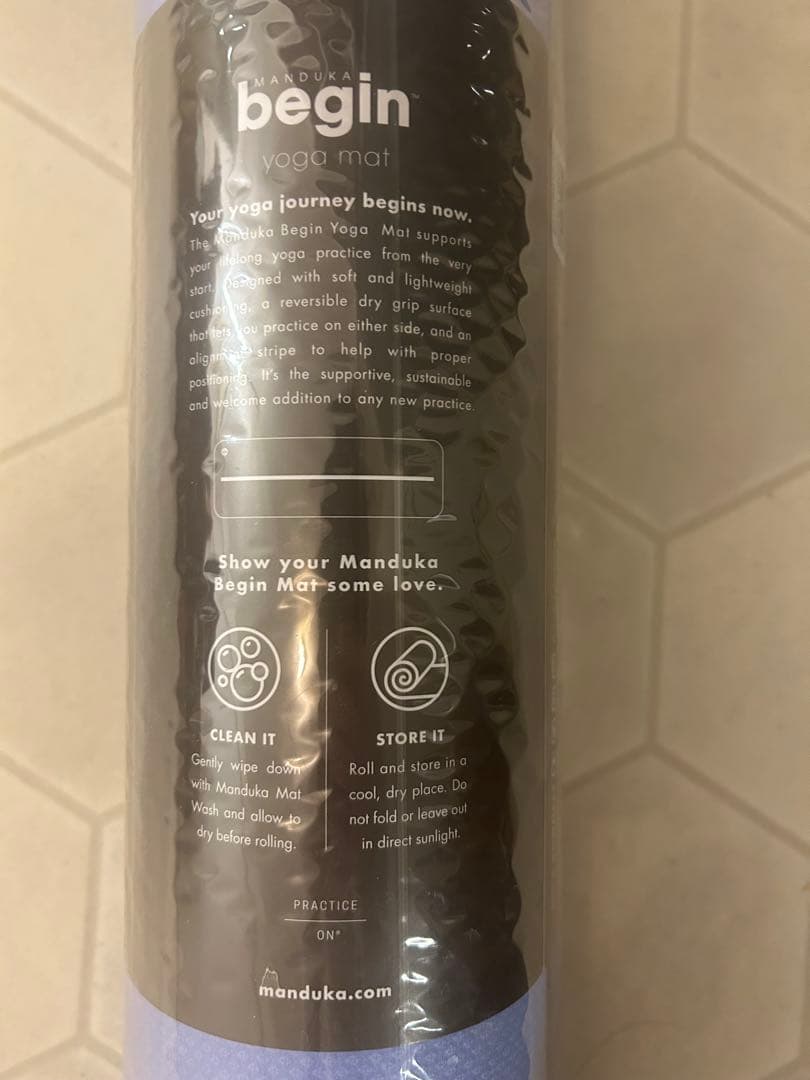 MANDUKA
begin™
yoga mat
Your yoga journey begins now.
The Manduka Begin Yoga Mat supports
your lifelong yoga practice from the very
start. Designed with soft and lightweight
cushioning, a reversible dry grip surface
that lets you practice on either side, and an
alignment stripe to help with proper
positioning. It's the supportive, sustainable
and welcome addition to any new practice.
Show your Manduka
Begin Mat some love.
CLEAN IT
Gently wipe down
with Manduka Mat
Wash and allow to
dry before rolling.
STORE IT
Roll and store in a
cool, dry place. Do
not fold or leave out
in direct sunlight.
PRACTICE
ON®
manduka.com